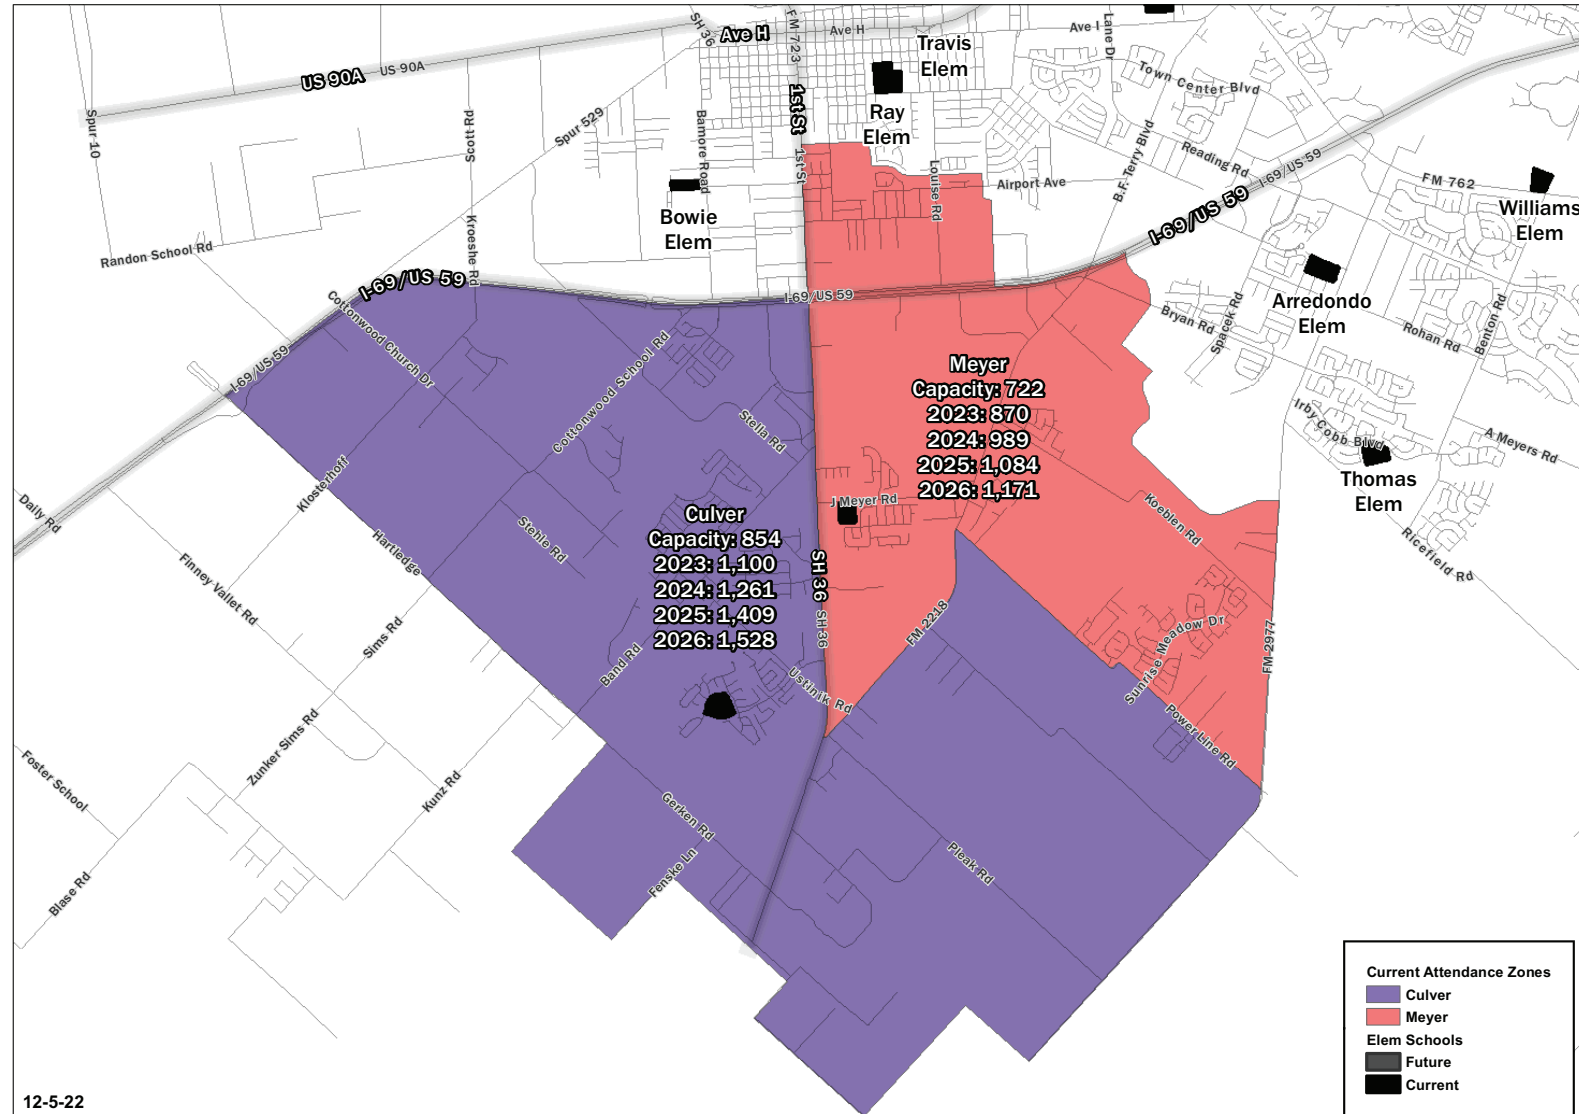 SH 36
Ave H
FM 723
Ave H
Ave I
Lane Dr
Travis
Elem
US 90A
US 90A
Town Center Blvd
Spur 10
Scott Rd
Spur 529
Bamore Road
1st St
1st St
Ray
Elem
Louise Rd
Airport Ave
B.F. Terry Blvd
Reading Rd
I-69/US 59
I-69/US 59
FM 762
Williams
Elem
Bowie
Elem
Randon School Rd
Kroeshe Rd
I-69/US 59
I-69/US 59
Arredondo
Elem
Bryan Rd
Spacek Rd
Rohan Rd
Benton Rd
Cottonwood Church Dr
Cottonwood School Rd
I-69/US 59
Stella Rd
Meyer
Capacity: 722
2023: 870
2024: 989
2025: 1,084
2026: 1,171
Irby Cobb Blvd
A Meyers Rd
Thomas
Elem
Ricefield Rd
Daily Rd
Klosterhoff
Hartledge
Stehle Rd
J Meyer Rd
Koeblen Rd
Culver
Capacity: 854
2023: 1,100
2024: 1,261
2025: 1,409
2026: 1,528
SH 36
SH 36
FM 2218
Finney Vallet Rd
Sims Rd
Band Rd
Ustinik Rd
Sunrise Meadow Dr
FM 2977
Power Line Rd
Foster School
Zunker Sims Rd
Kunz Rd
Gerken Rd
Fenske Ln
Pleak Rd
Blase Rd
Current Attendance Zones
Culver
Meyer
Elem Schools
Future
Current
12-5-22